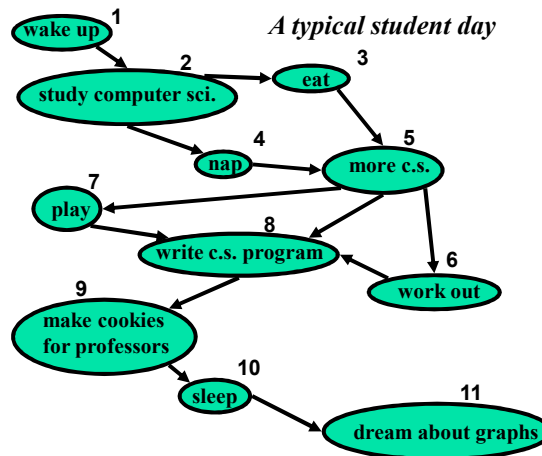 1
wake up
A typical student day
2
study computer sci.
3
eat
4
nap
5
more c.s.
7
play
8
write c.s. program
6
work out
9
make cookies
for professors
10
sleep
11
dream about graphs